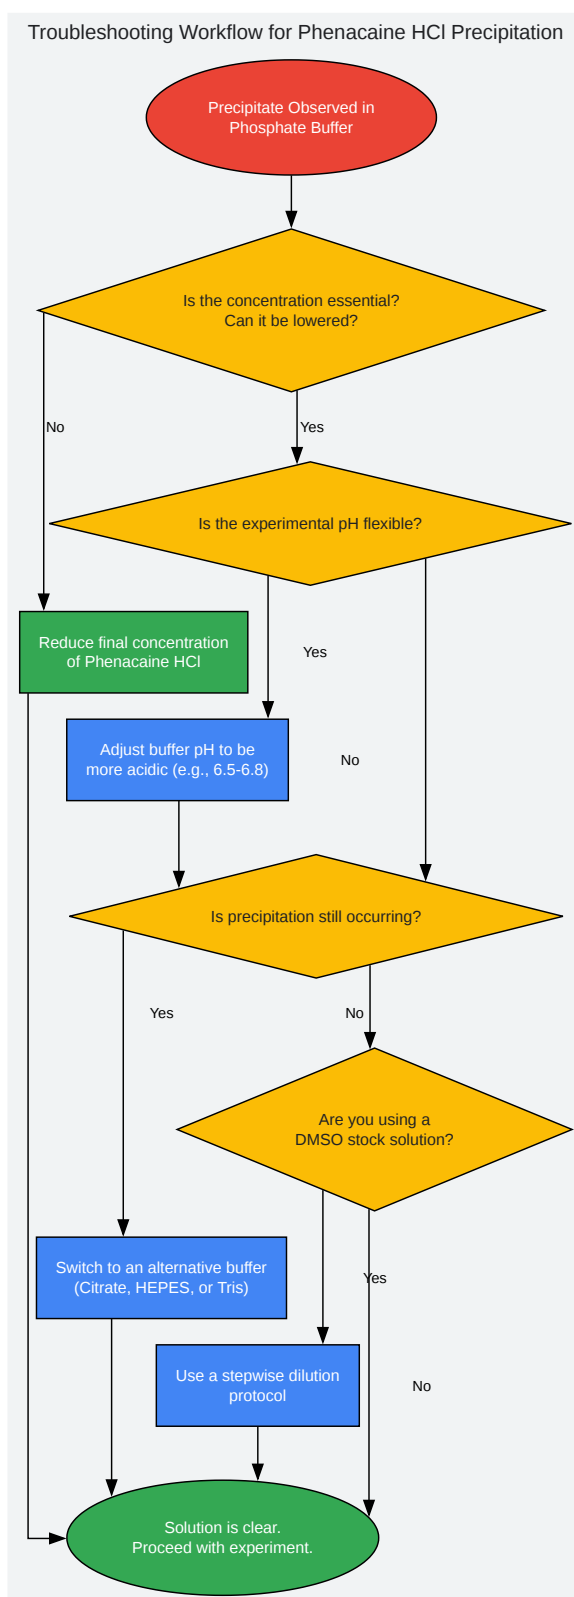 Troubleshooting Workflow for Phenacaine HCl Precipitation
Precipitate Observed in
Phosphate Buffer
Is the concentration essential?
Can it be lowered?
No
Yes
Is the experimental pH flexible?
Reduce final concentration
of Phenacaine HCl
Yes
Adjust buffer pH to be
more acidic (e.g., 6.5-6.8)
No
Is precipitation still occurring?
Yes
No
Are you using a
DMSO stock solution?
Switch to an alternative buffer
(Citrate, HEPES, or Tris)
Yes
Use a stepwise dilution
protocol
No
Solution is clear.
Proceed with experiment.